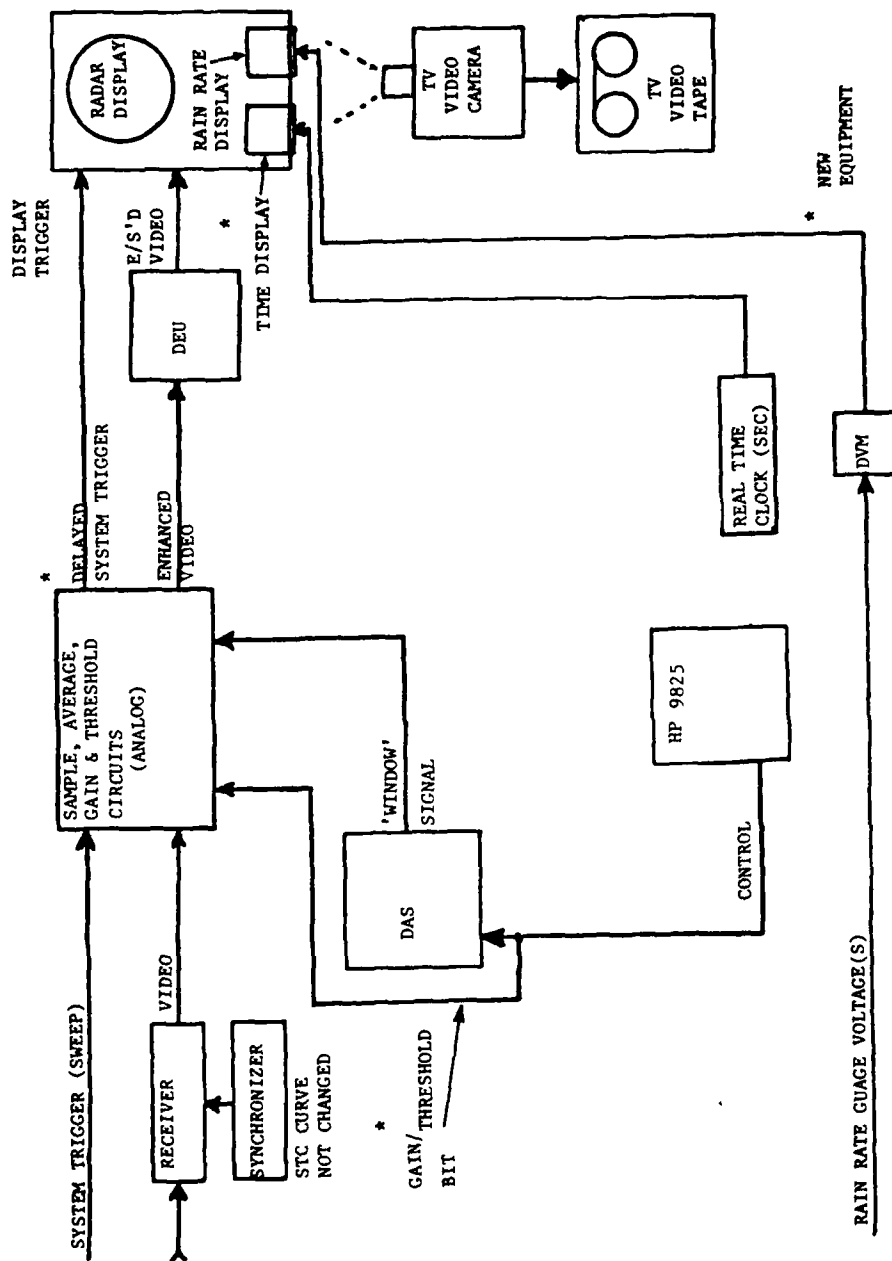 SYSTEM TRIGGER (SWEEP)
RECEIVER
VIDEO
SYNCHRONIZER
STC CURVE
NOT CHANGED
*
GAIN/THRESHOLD
BIT
RAIN RATE GUAGE VOLTAGE(S)
SAMPLE, AVERAGE,
GAIN & THRESHOLD
CIRCUITS
(ANALOG)
*
DAS
'WINDOW'
SIGNAL
CONTROL
HP 9825
DELAYED
SYSTEM TRIGGER
ENHANCED
VIDEO
DEU
REAL TIME
CLOCK (SEC)
DVM
DISPLAY
TRIGGER
E/S'D
VIDEO
*
TIME DISPLAY
RADAR
DISPLAY
RAIN RATE
DISPLAY
TV
VIDEO
CAMERA
TV
VIDEO
TAPE
* NEW
EQUIPMENT